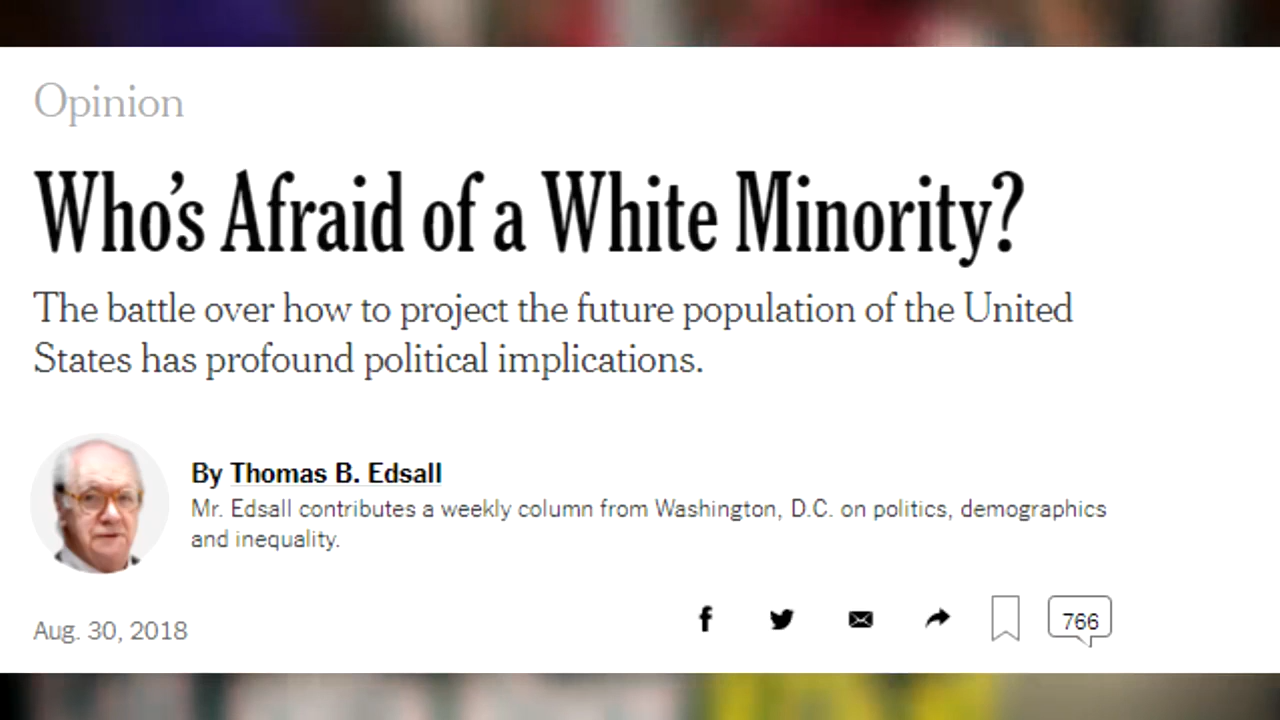 Opinion
Who’s Afraid of a White Minority?
The battle over how to project the future population of the United
States has profound political implications.
By Thomas B. Edsall
Mr. Edsall contributes a weekly column from Washington, D.C. on politics, demographics
and inequality.
Aug. 30, 2018
766